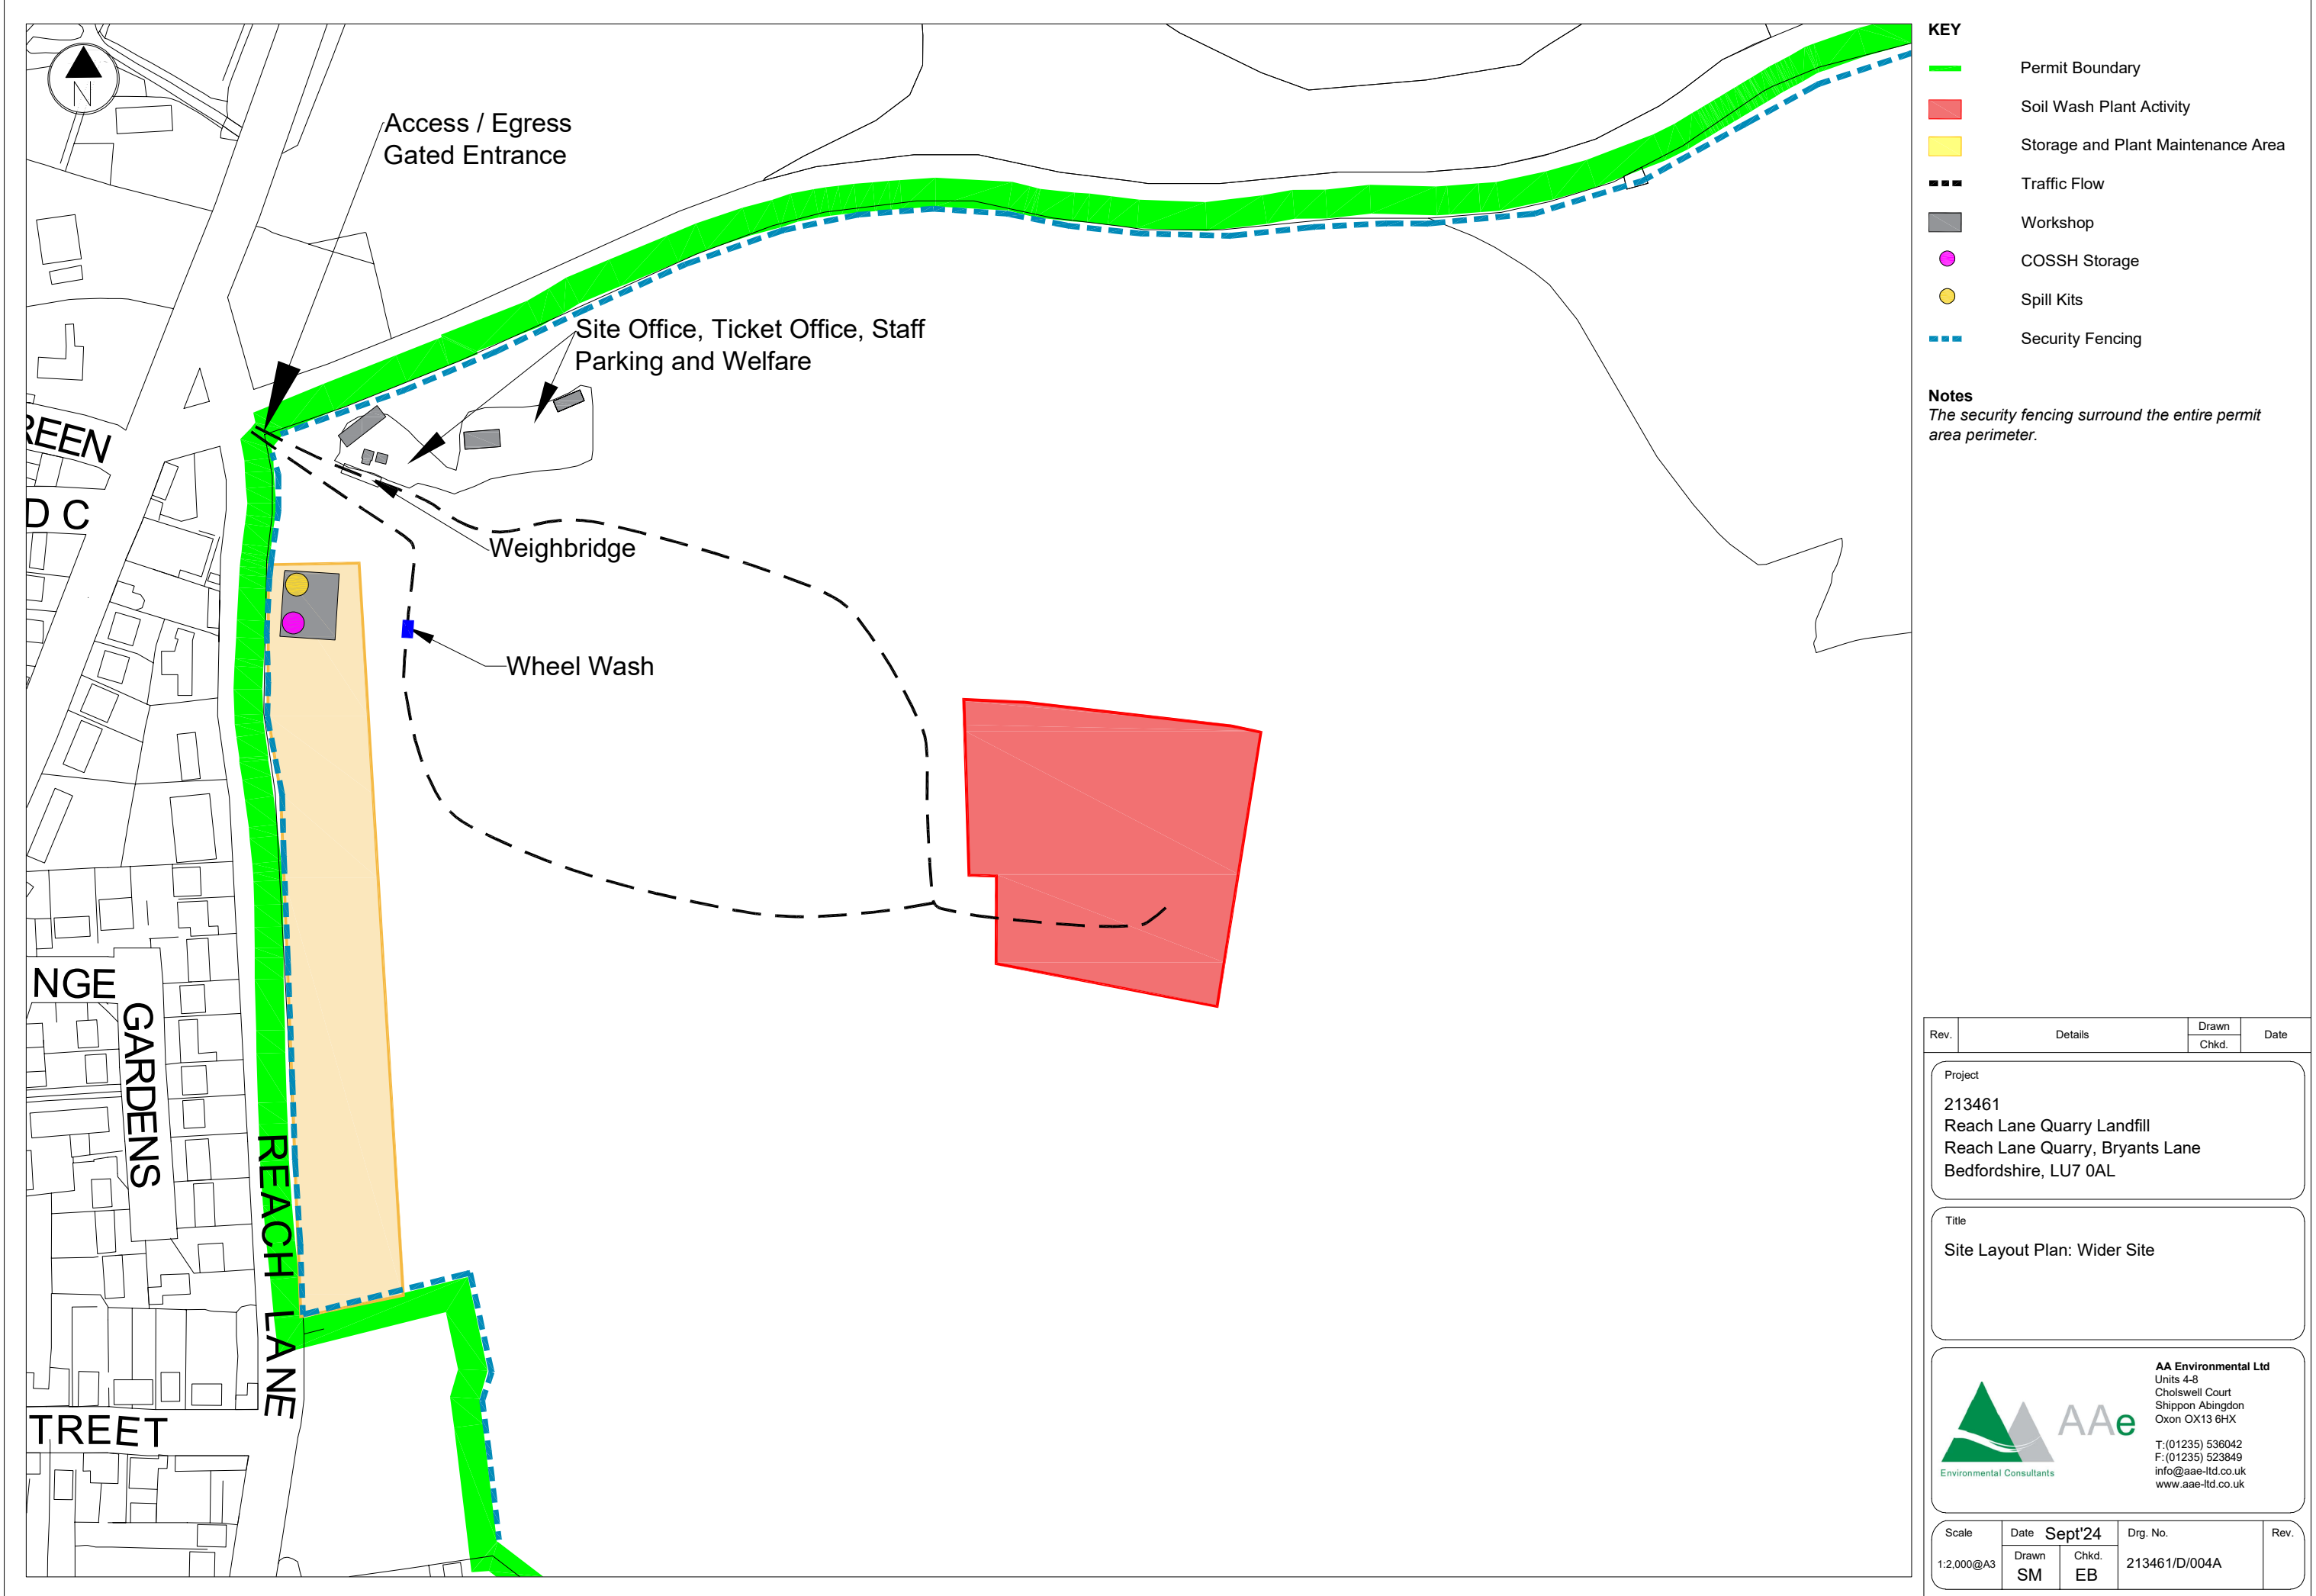 N
Access / Egress
Gated Entrance
Site Office, Ticket Office, Staff
Parking and Welfare
REEN
D C
Weighbridge
Wheel Wash
NGE
GARDENS
REACH LANE
TREET
KEY
Permit Boundary
Soil Wash Plant Activity
Storage and Plant Maintenance Area
Traffic Flow
Workshop
COSSH Storage
Spill Kits
Security Fencing
Notes
The security fencing surround the entire permit
area perimeter.
Rev. Details Drawn Chkd. Date
Project
213461
Reach Lane Quarry Landfill
Reach Lane Quarry, Bryants Lane
Bedfordshire, LU7 0AL
Title
Site Layout Plan: Wider Site
AAe
Environmental Consultants
AA Environmental Ltd
Units 4-8
Cholswell Court
Shippon Abingdon
Oxon OX13 6HX
T:(01235) 536042
F:(01235) 523849
info@aae-ltd.co.uk
www.aae-ltd.co.uk
Scale
1:2,000@A3
Date Sept'24
Drawn
SM
Chkd.
EB
Drg. No.
213461/D/004A
Rev.